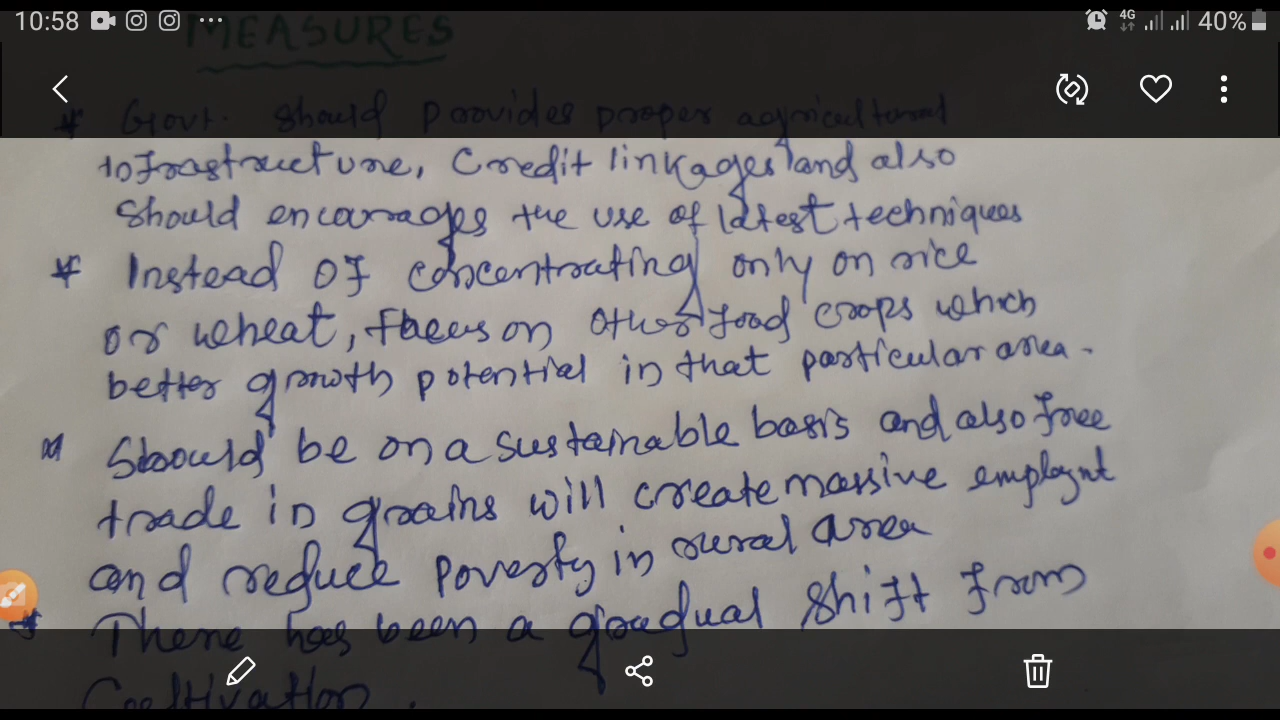 10:58 4G 40%
MEASURES
* Govt. should provides proper agricultural
Infrastructure, Credit linkages and also
Should encourages the use of latest techniques
* Instead of concentrating only on rice
or wheat, focus on other food crops which
better growth potential in that particular area.
* Should be on a sustainable basis and also free
trade in grains will create massive employnt
and reduce Poverty in rural area
* There has been a gradual shift from
Cultivation.